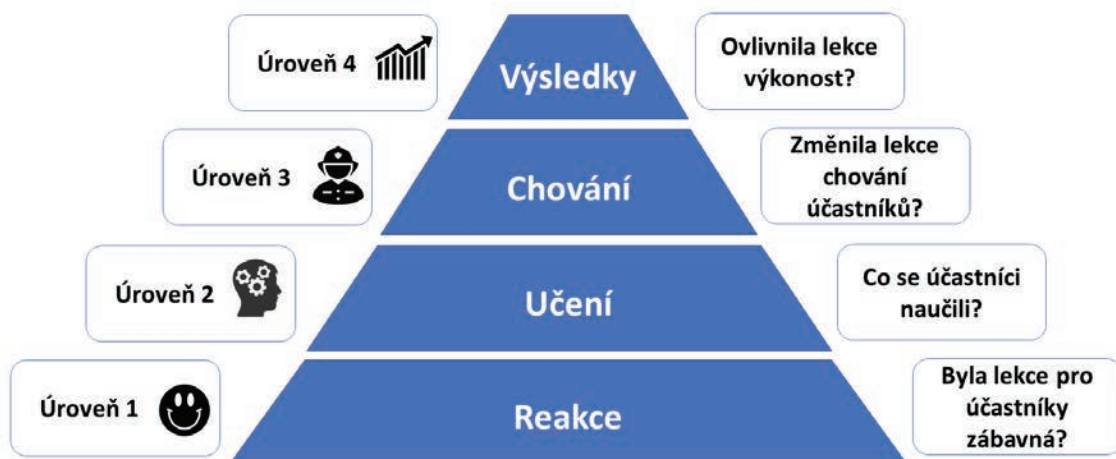 Úroveň 4
Výsledky
Ovlivnila lekce
výkonost?
Úroveň 3
Chování
Změnila lekce
chování
účastníků?
Úroveň 2
Učení
Co se účastníci
naučili?
Úroveň 1
Reakce
Byla lekce pro
účastníky
zábavná?